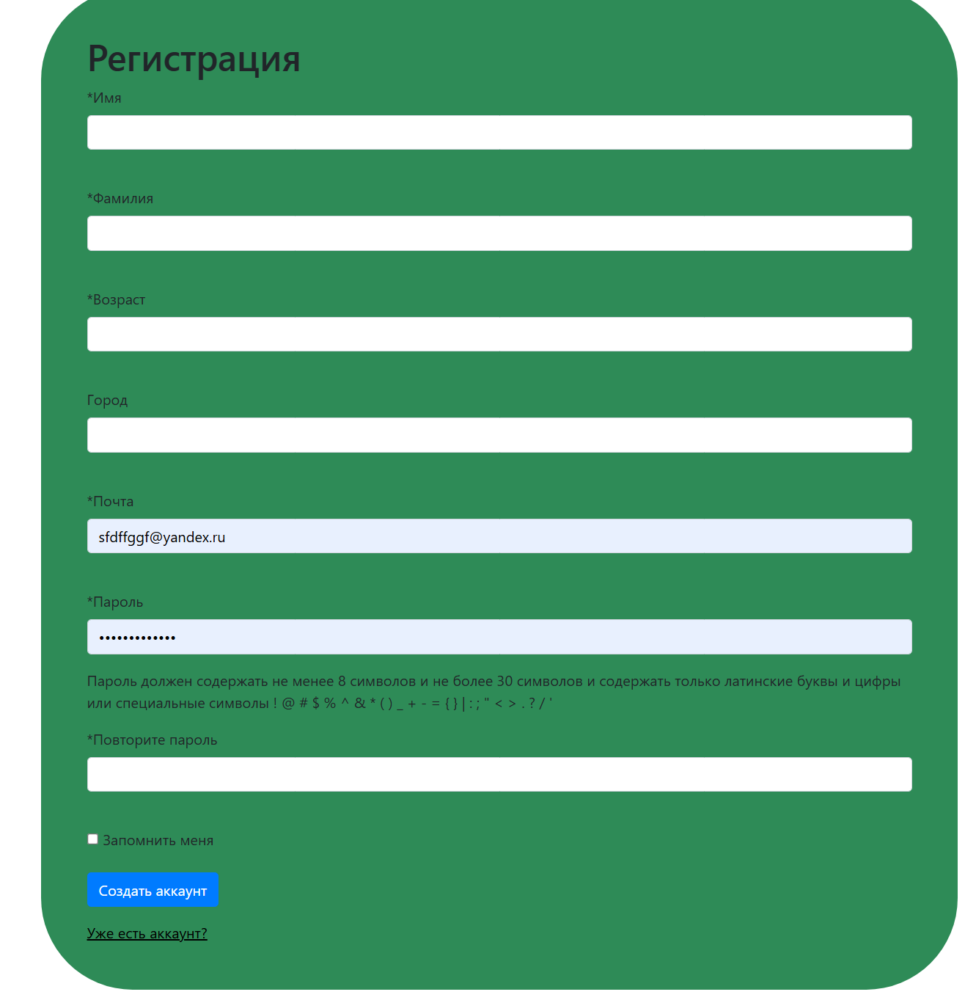 Регистрация
*Имя
*Фамилия
*Возраст
Город
*Почта
sfdffggf@yandex.ru
*Пароль
•••••••••••••
Пароль должен содержать не менее 8 символов и не более 30 символов и содержать только латинские буквы и цифры
или специальные символы ! @ # $ % ^ & * ( ) _ + - = { } | : ; " < > . ? / '
*Повторите пароль
Запомнить меня
Создать аккаунт
Уже есть аккаунт?